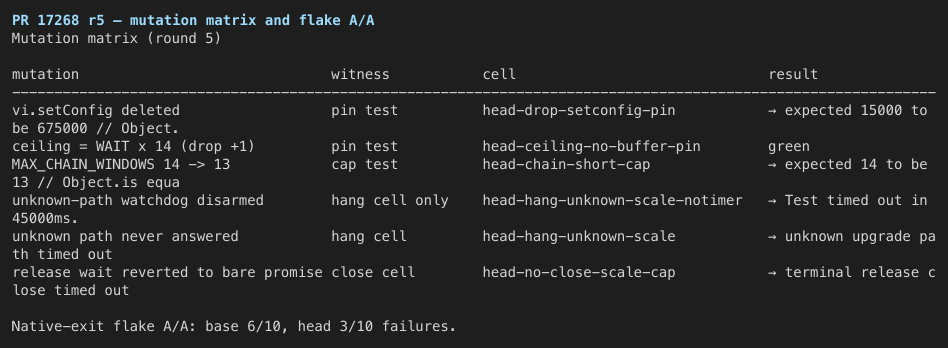 PR 17268 r5 — mutation matrix and flake A/A
Mutation matrix (round 5)
mutation witness cell result
vi.setConfig deleted pin test head-drop-setconfig-pin → expected 15000 to
be 675000 // Object.
ceiling = WAIT x 14 (drop +1) pin test head-ceiling-no-buffer-pin green
MAX_CHAIN_WINDOWS 14 -> 13 cap test head-chain-short-cap → expected 14 to be
13 // Object.is equa
unknown-path watchdog disarmed hang cell only head-hang-unknown-scale-notimer → Test timed out in
45000ms.
unknown path never answered hang cell head-hang-unknown-scale → unknown upgrade pa
th timed out
release wait reverted to bare promise close cell head-no-close-scale-cap → terminal release c
lose timed out
Native-exit flake A/A: base 6/10, head 3/10 failures.